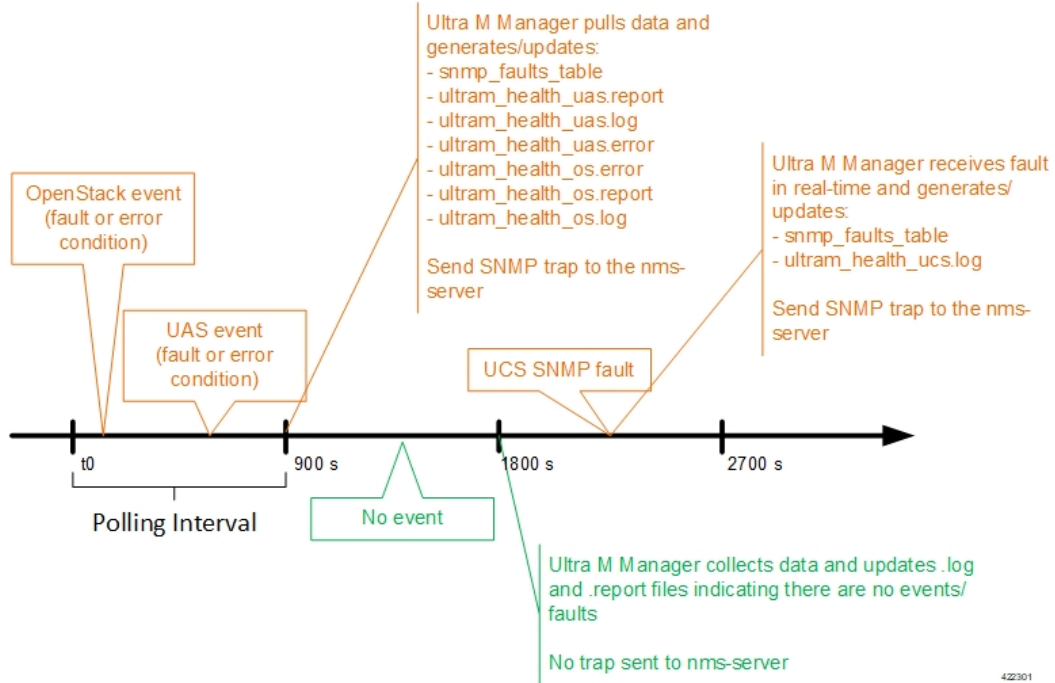 Ultra M Manager pulls data and
generates/updates:
- snmp_faults_table
- ultram_health_uas.report
- ultram_health_uas.log
- ultram_health_uas.error
- ultram_health_os.error
- ultram_health_os.report
- ultram_health_os.log
Send SNMP trap to the nms-
server
Ultra M Manager receives fault
in real-time and generates/
updates:
- snmp_faults_table
- ultram_health_ucs.log
Send SNMP trap to the nms-
server
OpenStack event
(fault or error
condition)
UAS event
(fault or error
condition)
UCS SNMP fault
t0
900 s
1800 s
2700 s
Polling Interval
No event
Ultra M Manager collects data and updates .log
and .report files indicating there are no events/
faults
No trap sent to nms-server
422301